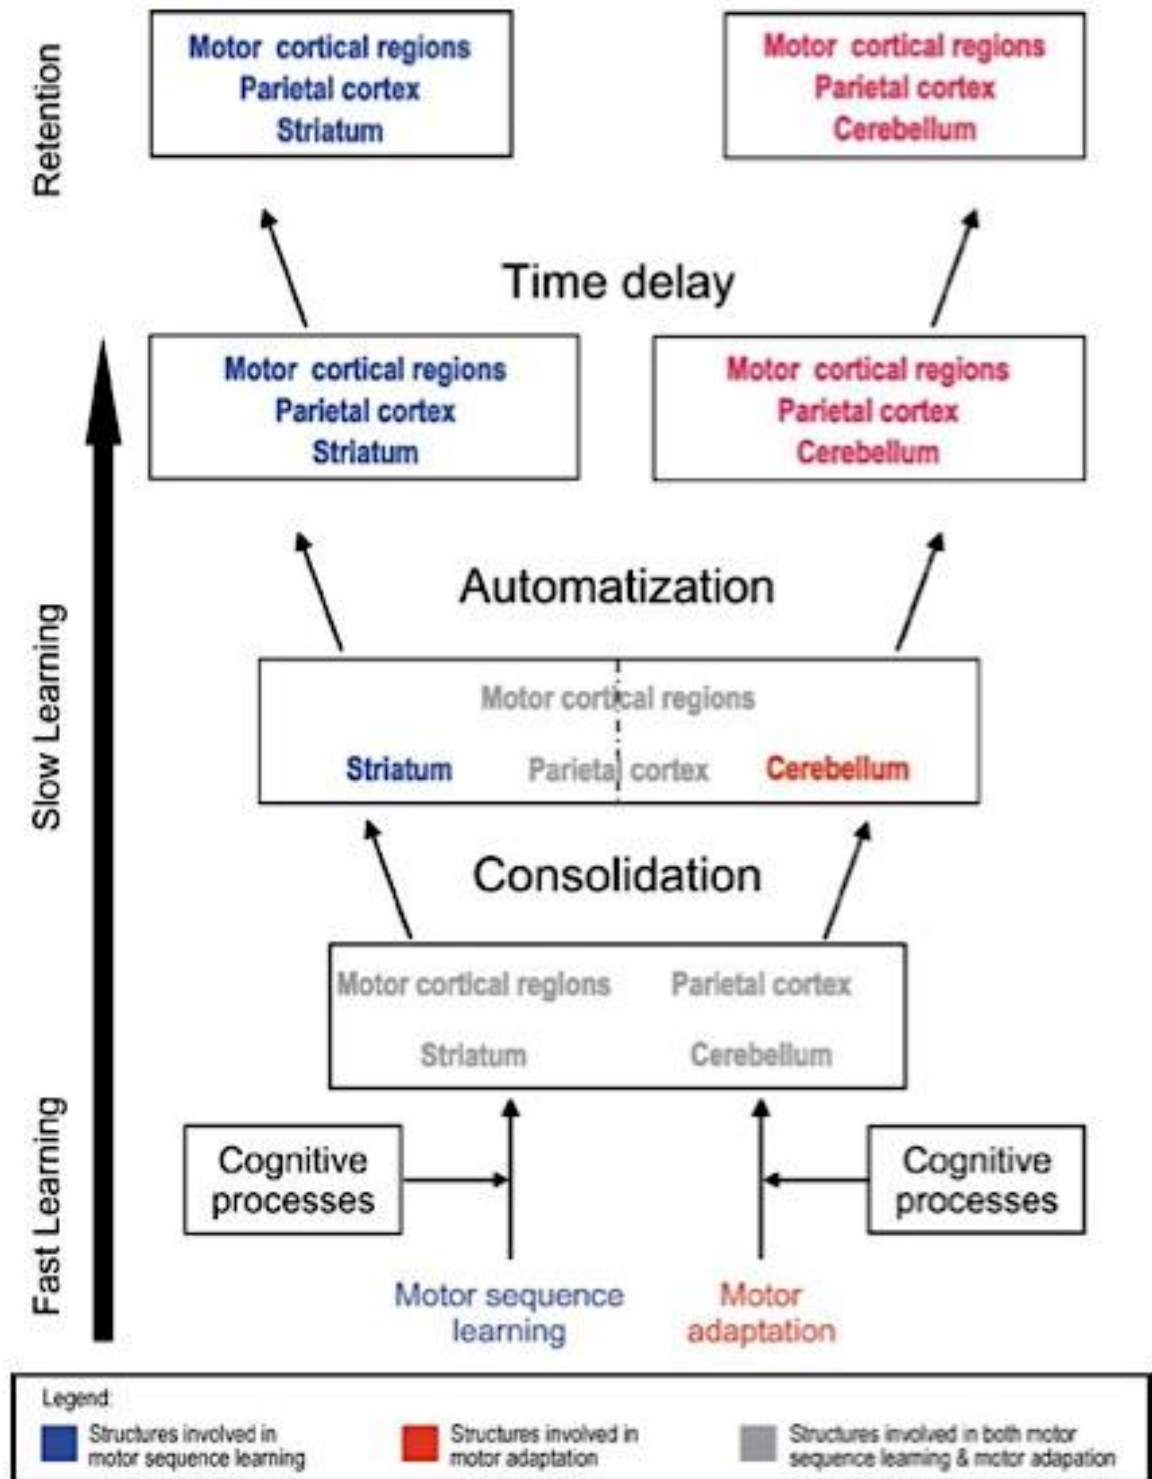 Retention
Motor cortical regions
Parietal cortex
Striatum
Motor cortical regions
Parietal cortex
Cerebellum
Time delay
Motor cortical regions
Parietal cortex
Striatum
Motor cortical regions
Parietal cortex
Cerebellum
Slow Learning
Automatization
Motor cortical regions
Striatum
Parietal cortex
Cerebellum
Consolidation
Motor cortical regions
Parietal cortex
Striatum
Cerebellum
Fast Learning
Cognitive
processes
Cognitive
processes
Motor sequence
learning
Motor
adaptation
Legend:
Structures involved in
motor sequence learning
Structures involved in
motor adaptation
Structures involved in both motor
sequence learning & motor adapation